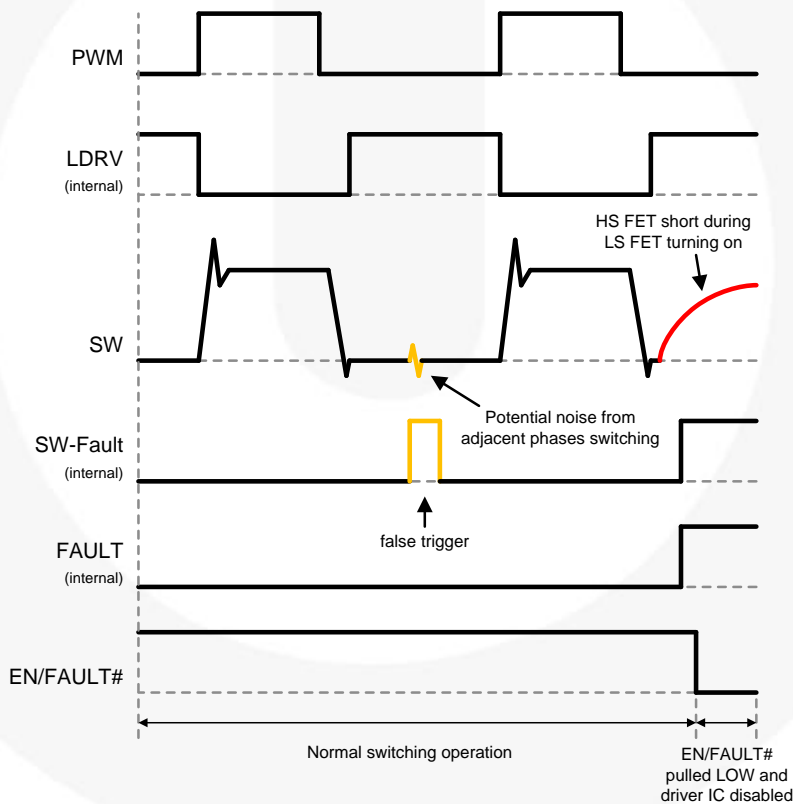 PWM
LDRV
(internal)
HS FET short during
LS FET turning on
SW
Potential noise from
adjacent phases switching
SW-Fault
(internal)
false trigger
FAULT
(internal)
EN/FAULT#
Normal switching operation
EN/FAULT#
pulled LOW and
driver IC disabled